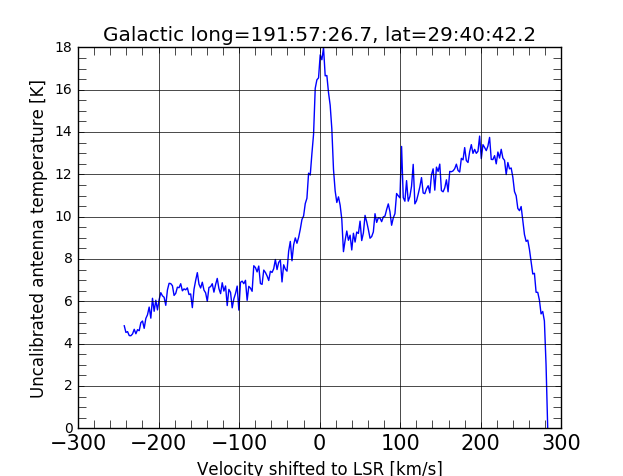 Galactic long=191:57:26.7, lat=29:40:42.2
Uncalibrated antenna temperature [K]
18
16
14
12
10
8
6
4
2
0
−300 −200 −100 0 100 200 300
Velocity shifted to LSR [km/s]